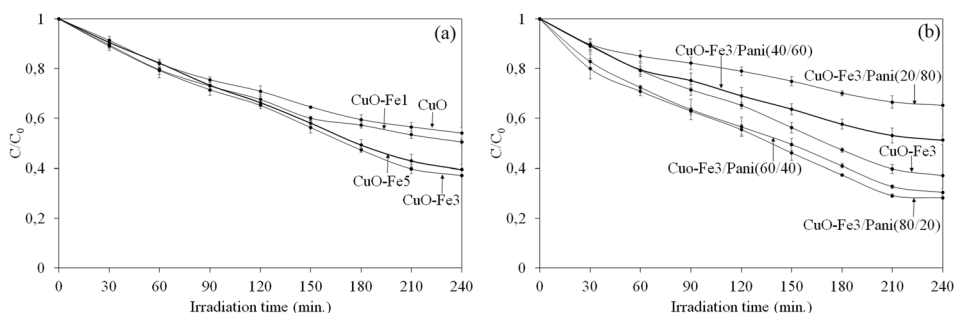 (a)
C/C0
1
0,8
0,6
0,4
0,2
0
CuO-Fe1
CuO
CuO-Fe5
CuO-Fe3
0 30 60 90 120 150 180 210 240
Irradiation time (min.)
(b)
C/C0
1
0,8
0,6
0,4
0,2
0
CuO-Fe3/Pani(40/60)
CuO-Fe3/Pani(20/80)
CuO-Fe3
Cuo-Fe3/Pani(60/40)
CuO-Fe3/Pani(80/20)
0 30 60 90 120 150 180 210 240
Irradiation time (min.)